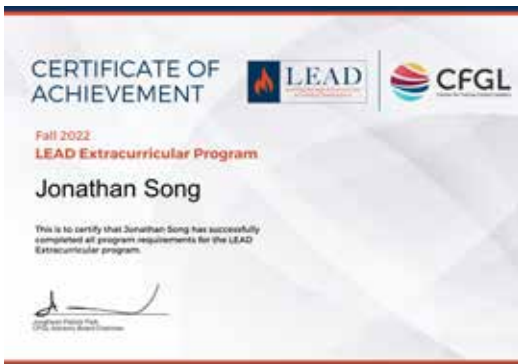 CERTIFICATE OF
ACHIEVEMENT
LEAD
CFGL
Fall 2022
LEAD Extracurricular Program
Jonathan Song
This is to certify that Jonathan Song has successfully
completed all program requirements for the LEAD
Extracurricular program.